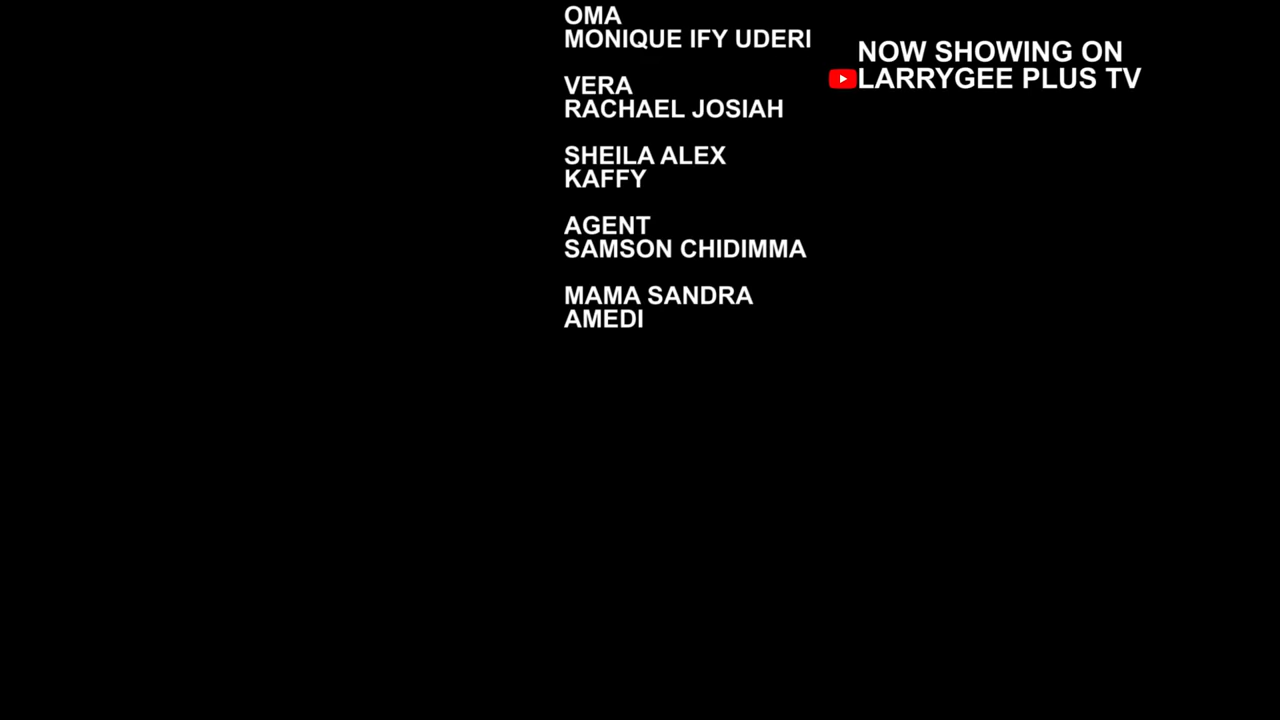 OMA
MONIQUE IFY UDERI
VERA
RACHAEL JOSIAH
SHEILA ALEX
KAFFY
AGENT
SAMSON CHIDIMMA
MAMA SANDRA
AMEDI
NOW SHOWING ON
LARRYGEE PLUS TV